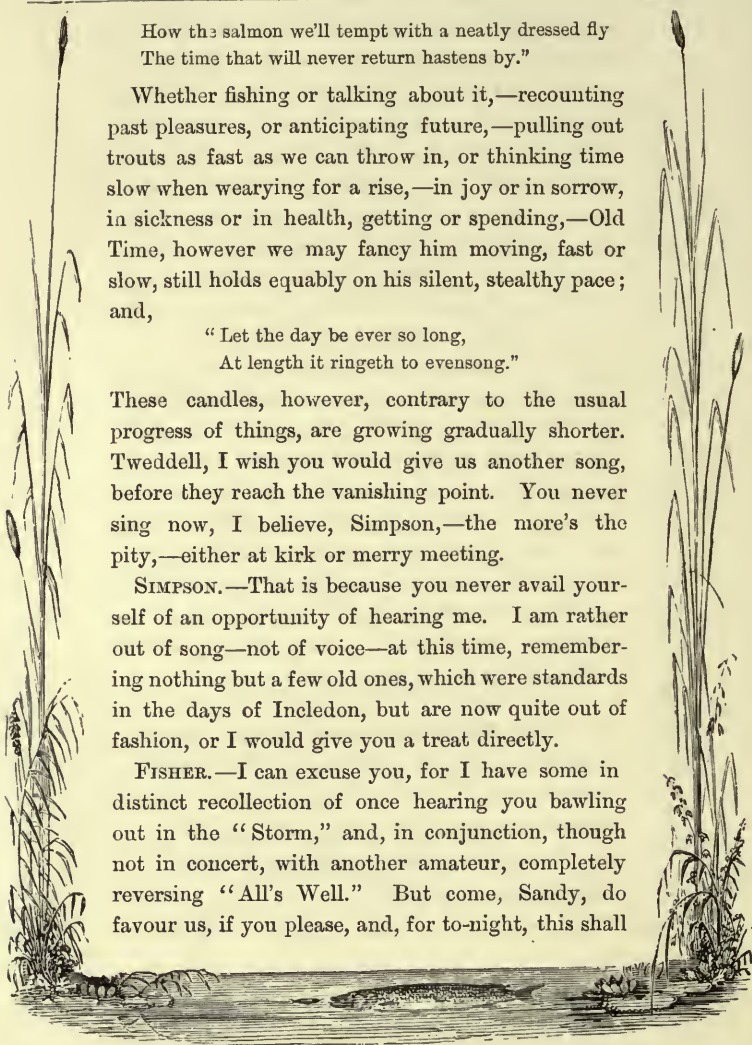 How the salmon we'll tempt with a neatly dressed fly
The time that will never return hastens by."
Whether fishing or talking about it,—recounting
past pleasures, or anticipating future,—pulling out
trouts as fast as we can throw in, or thinking time
slow when wearying for a rise,—in joy or in sorrow,
in sickness or in health, getting or spending,—Old
Time, however we may fancy him moving, fast or
slow, still holds equably on his silent, stealthy pace;
and,
"Let the day be ever so long,
At length it ringeth to evensong."
These candles, however, contrary to the usual
progress of things, are growing gradually shorter.
Tweddell, I wish you would give us another song,
before they reach the vanishing point. You never
sing now, I believe, Simpson,—the more's the
pity,—either at kirk or merry meeting.
SIMPSON.—That is because you never avail your-
self of an opportunity of hearing me. I am rather
out of song—not of voice—at this time, remember-
ing nothing but a few old ones, which were standards
in the days of Incledon, but are now quite out of
fashion, or I would give you a treat directly.
FISHER.—I can excuse you, for I have some in
distinct recollection of once hearing you bawling
out in the "Storm," and, in conjunction, though
not in concert, with another amateur, completely
reversing "All's Well." But come, Sandy, do
favour us, if you please, and, for to-night, this shall